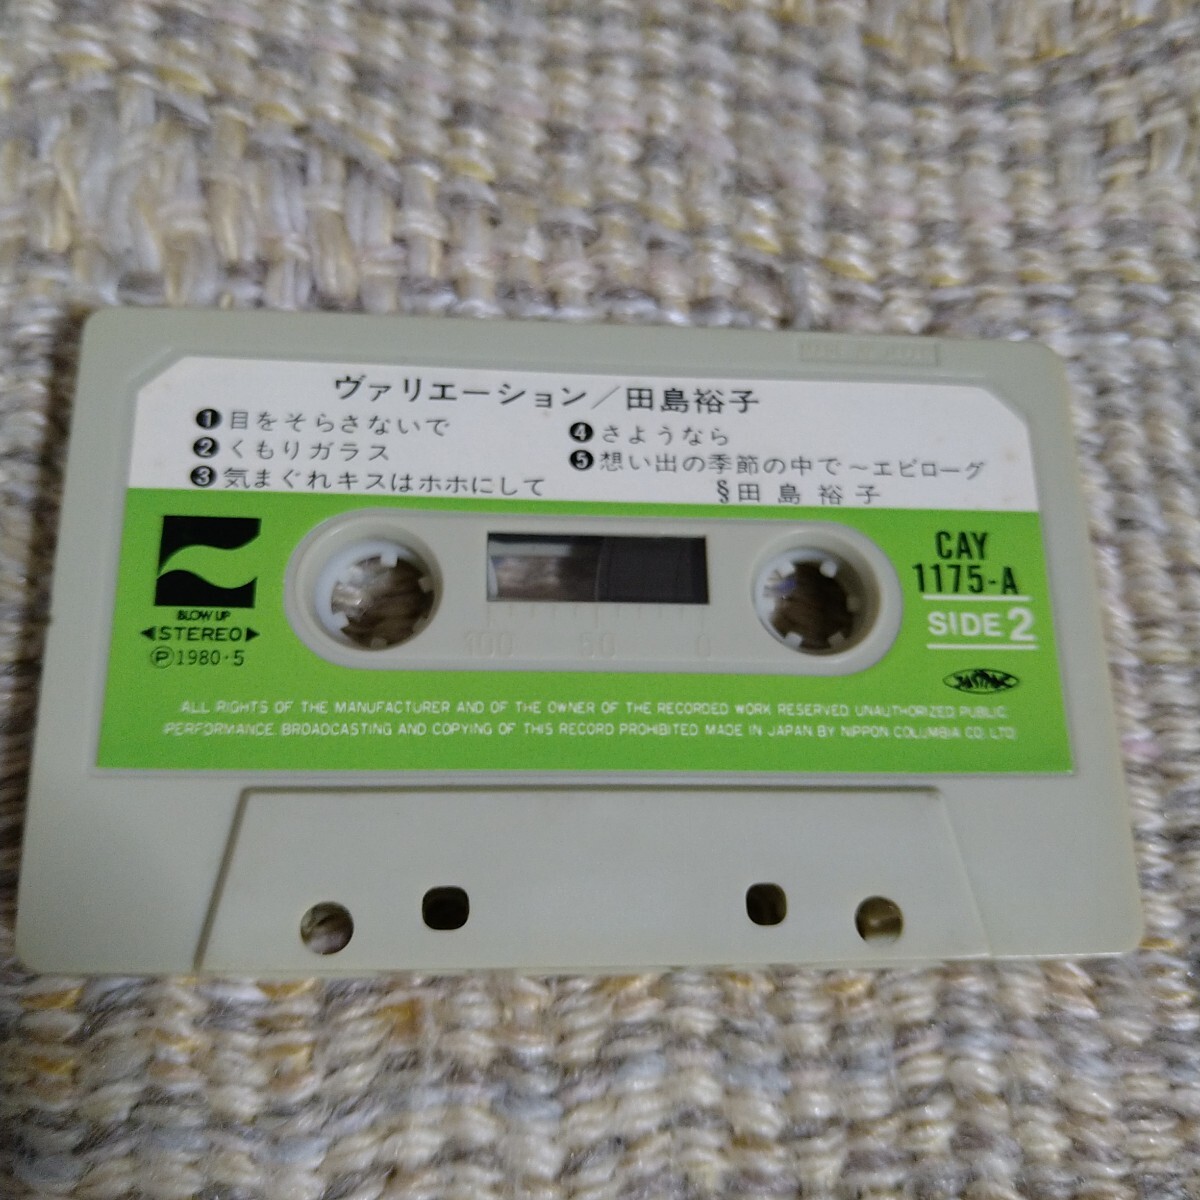 ヴァリエーション／田島裕子
❶目をそらさないで
❷くもりガラス
❸気まぐれキスはホホにして
❹さようなら
❺想い出の季節の中で～エピローグ
§田島裕子
BLOW UP
◀STEREO▶
Ⓟ1980・5
CAY
1175-A
SIDE 2
JASRAC
100 50 0
ALL RIGHTS OF THE MANUFACTURER AND OF THE OWNER OF THE RECORDED WORK RESERVED UNAUTHORIZED PUBLIC
PERFORMANCE. BROADCASTING AND COPYING OF THIS RECORD PROHIBITED MADE IN JAPAN BY NIPPON COLUMBIA CO. LTD